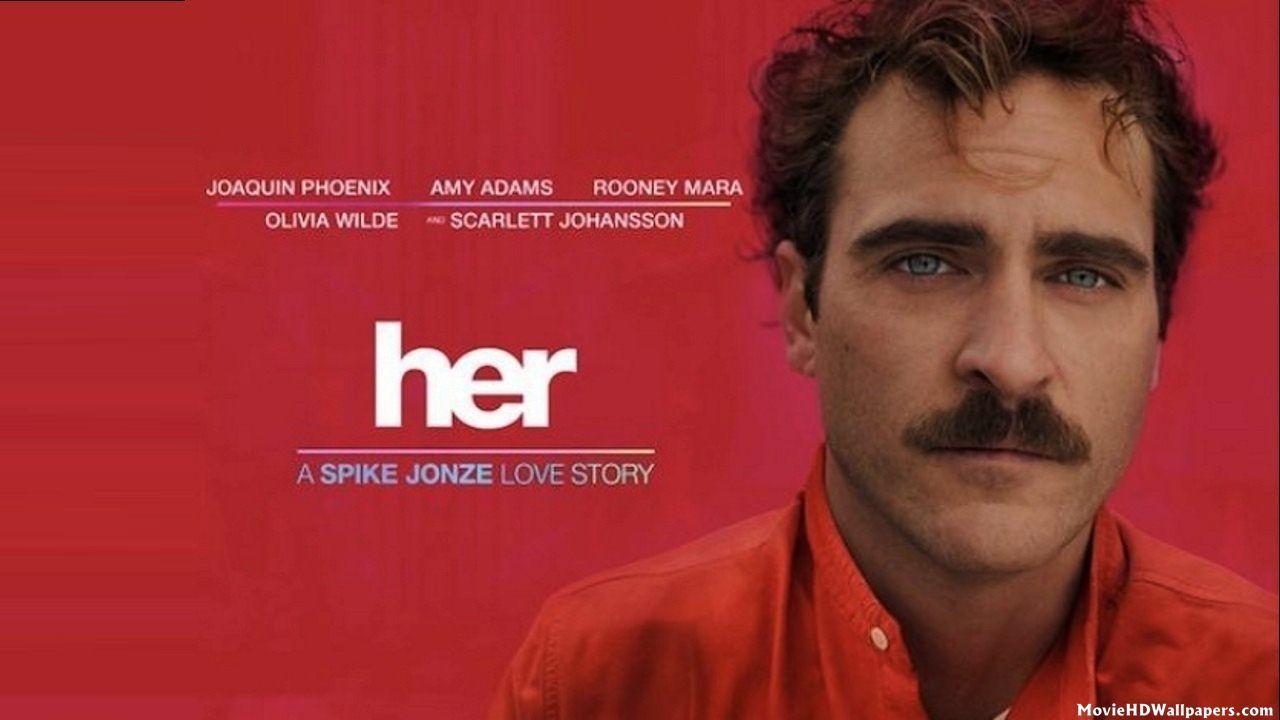 JOAQUIN PHOENIX AMY ADAMS ROONEY MARA
OLIVIA WILDE AND SCARLETT JOHANSSON
her
A SPIKE JONZE LOVE STORY
MovieHDWallpapers.com